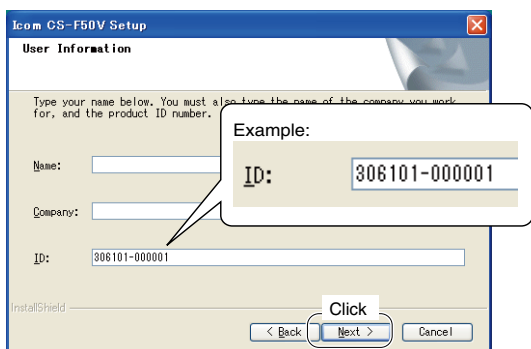 Icom CS-F50V Setup
User Information
Type your name below. You must also type the name of the company you work
for, and the product ID number.
Example:
ID: 306101-000001
Name:
Company:
ID: 306101-000001
InstallShield
Click
< Back Next > Cancel